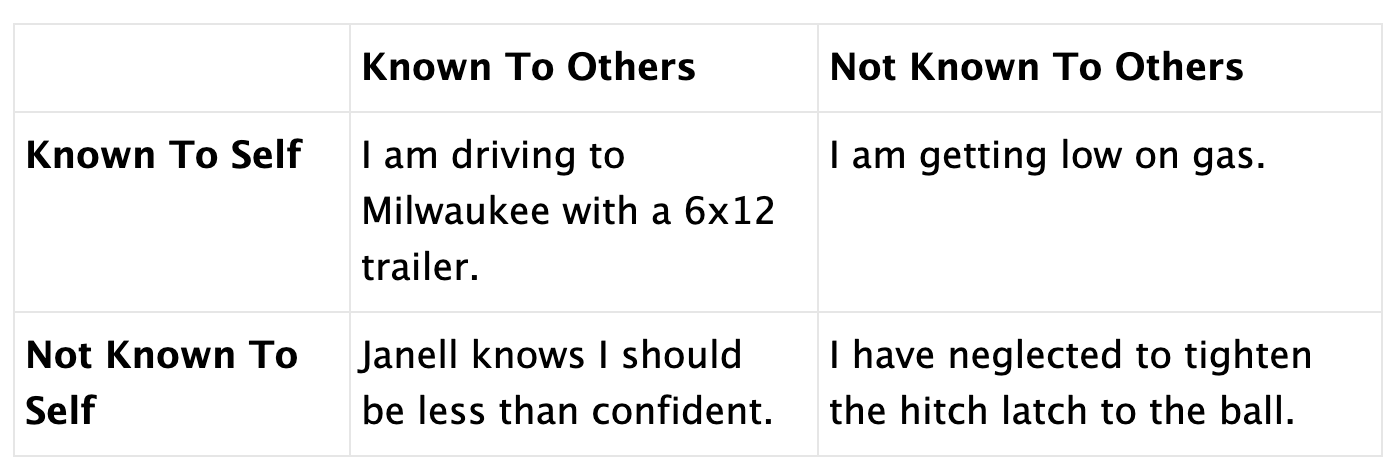 Known To Others
Not Known To Others
Known To Self
I am driving to
Milwaukee with a 6x12
trailer.
I am getting low on gas.
Not Known To
Self
Janell knows I should
be less than confident.
I have neglected to tighten
the hitch latch to the ball.